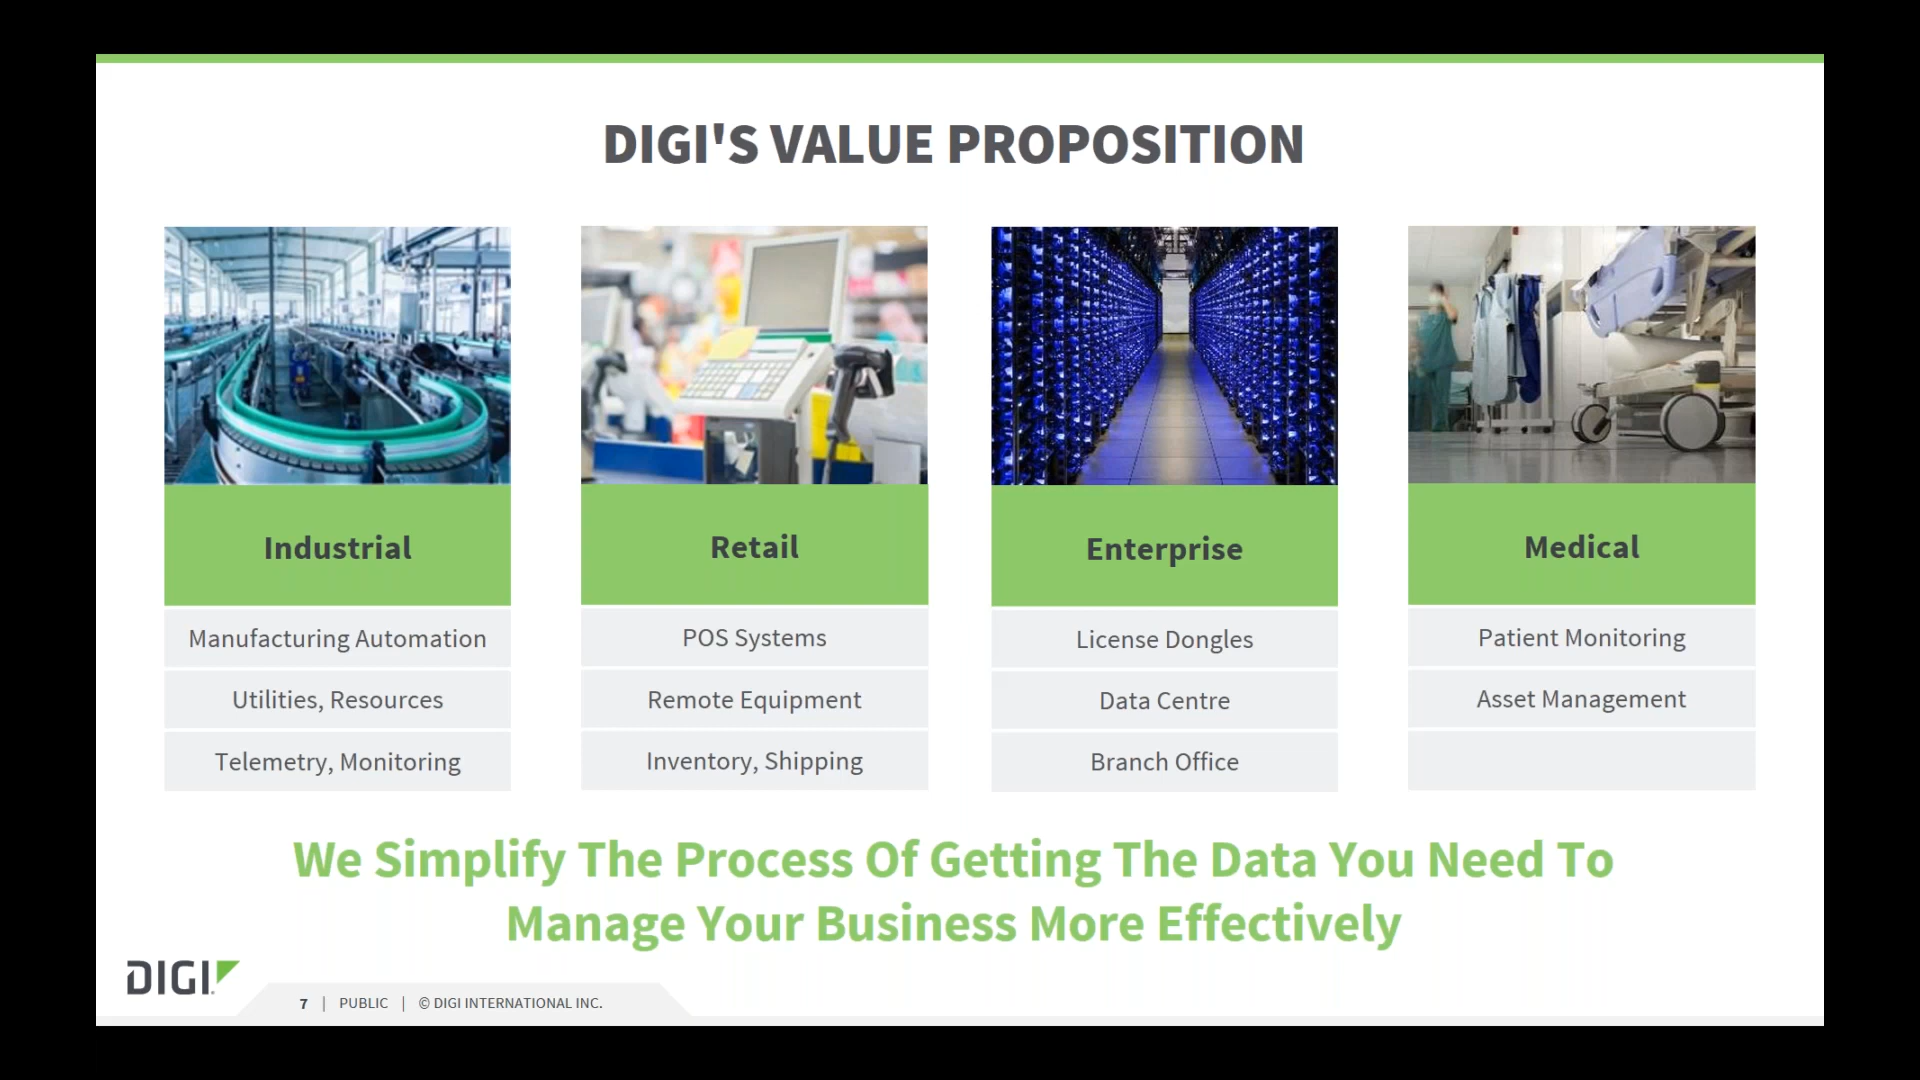 DIGI'S VALUE PROPOSITION
Industrial
Manufacturing Automation
Utilities, Resources
Telemetry, Monitoring
Retail
POS Systems
Remote Equipment
Inventory, Shipping
Enterprise
License Dongles
Data Centre
Branch Office
Medical
Patient Monitoring
Asset Management
We Simplify The Process Of Getting The Data You Need To
Manage Your Business More Effectively
DIGI
7 | PUBLIC | © DIGI INTERNATIONAL INC.